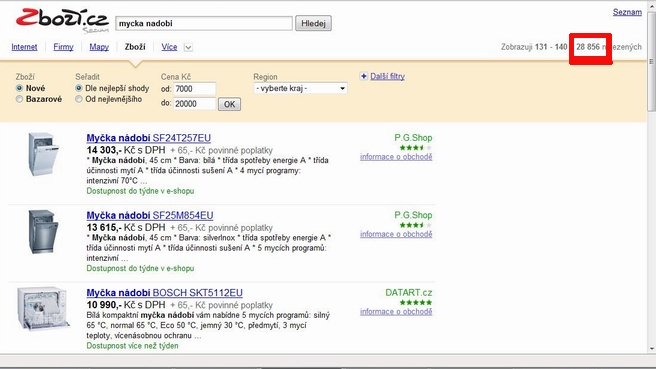 Zboží.cz
Seznam
mycka nadobi
Hledej
Seznam
Internet Firmy Mapy Zboží Více
Zobrazuji 131 - 140 28 856 nalezených
Zboží Seřadit Cena Kč Region Další filtry
Nové Dle nejlepší shody od: 7000 - vyberte kraj -
Bazarové Od nejlevnějšího do: 20000 OK
Myčka nádobí SF24T257EU P.G.Shop
14 303,- Kč s DPH + 65,- Kč povinné poplatky
* Myčka nádobí, 45 cm * Barva: bílá * třída spotřeby energie A * třída informace o obchodě
účinnosti mytí A * třída účinnosti sušení A * 4 mycí programy:
intenzivní 70°C ...
Dostupnost do týdne v e-shopu
Myčka nádobí SF25M854EU P.G.Shop
13 615,- Kč s DPH + 65,- Kč povinné poplatky
* Myčka nádobí, 45 cm * Barva: silverInox * třída spotřeby energie A * informace o obchodě
třída účinnosti mytí A * třída účinnosti sušení A * 5 mycích programů:
intenzivní ...
Dostupnost do týdne v e-shopu
Myčka nádobí BOSCH SKT5112EU DATART.cz
10 990,- Kč s DPH + 65,- Kč povinné poplatky
Bílá kompaktní myčka nádobí vám nabídne 5 mycích programů: silný informace o obchodě
65 °C, normal 65 °C, Eco 50 °C, jemný 30 °C, předmytí, 3 mycí
teploty, vícenásobnou ochranu ...
Dostupnost více než týden